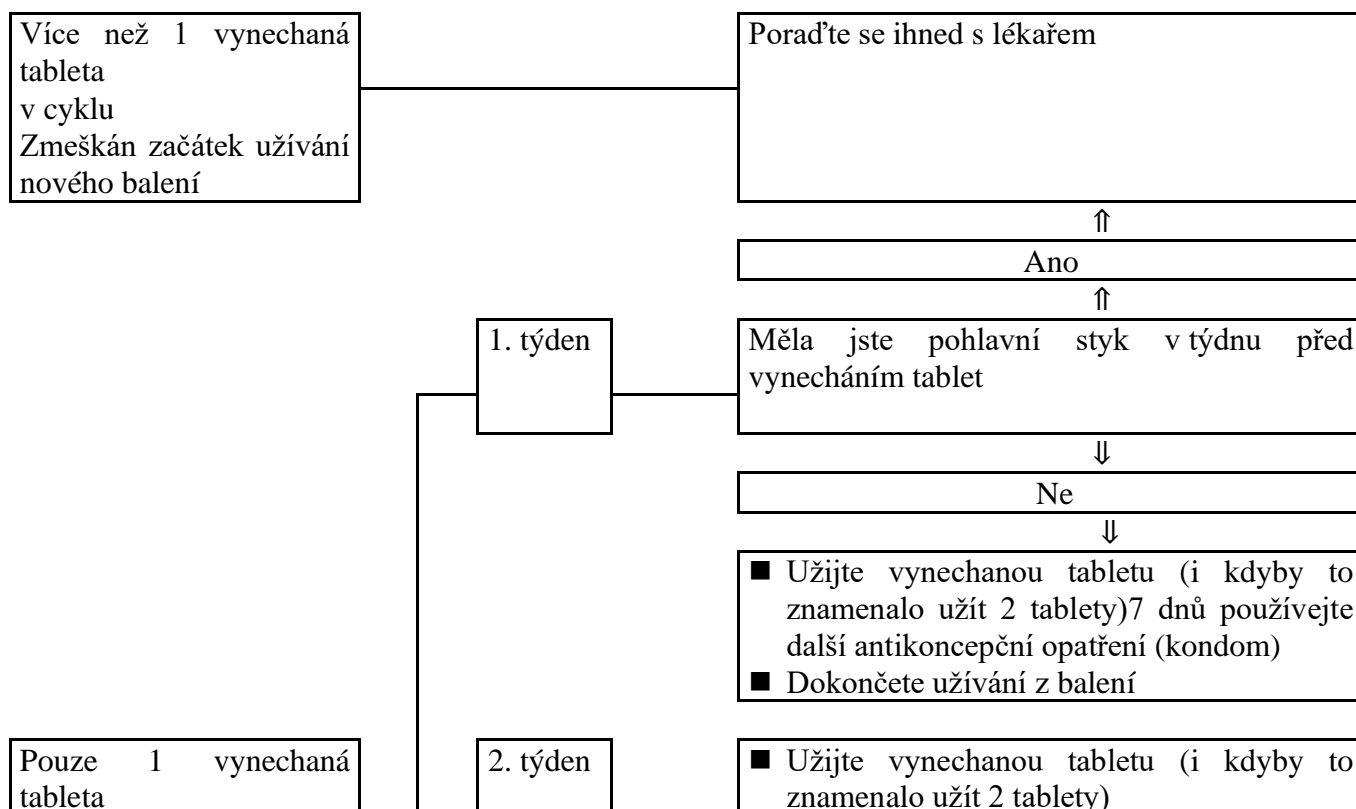 Více než 1 vynechaná
tableta
v cyklu
Zmeškán začátek užívání
nového balení
Poraďte se ihned s lékařem
⇑
Ano
⇑
1. týden
Měla jste pohlavní styk v týdnu před
vynecháním tablet
⇓
Ne
⇓
■ Užijte vynechanou tabletu (i kdyby to
znamenalo užít 2 tablety)7 dnů používejte
další antikoncepční opatření (kondom)
■ Dokončete užívání z balení
Pouze 1 vynechaná
tableta
2. týden
■ Užijte vynechanou tabletu (i kdyby to
znamenalo užít 2 tablety)